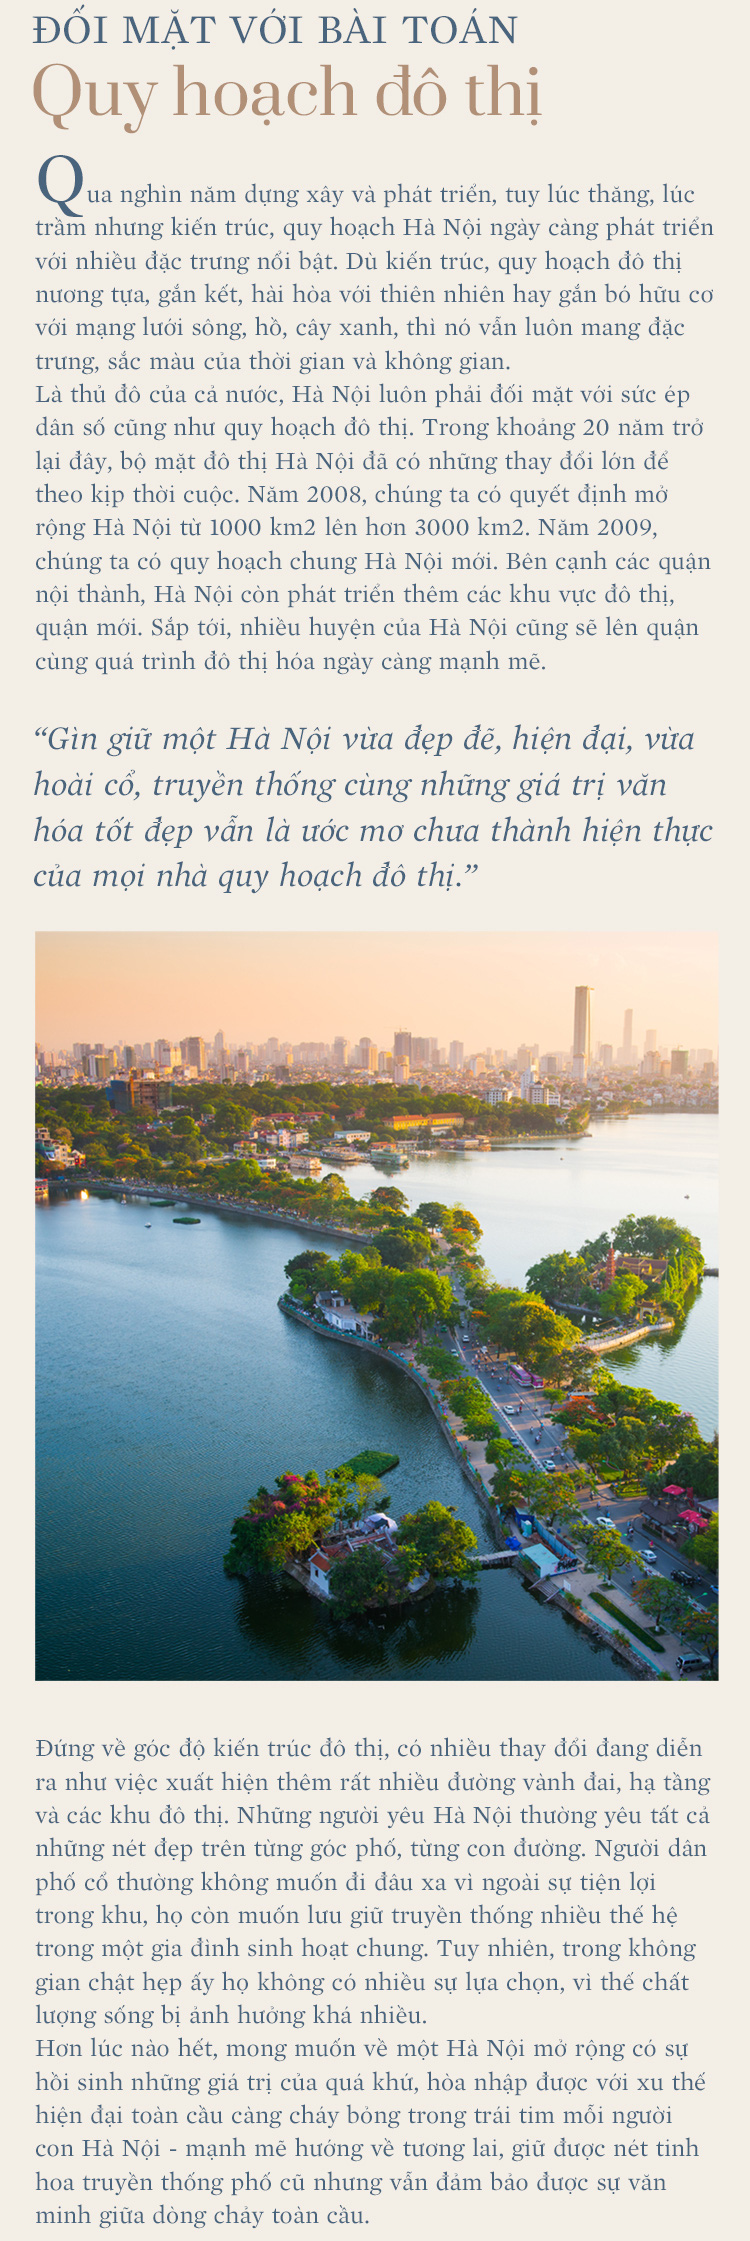 ĐỐI MẶT VỚI BÀI TOÁN
Quy hoạch đô thị
Qua nghìn năm dựng xây và phát triển, tuy lúc thăng, lúc
trầm nhưng kiến trúc, quy hoạch Hà Nội ngày càng phát triển
với nhiều đặc trưng nổi bật. Dù kiến trúc, quy hoạch đô thị
nương tựa, gắn kết, hài hòa với thiên nhiên hay gắn bó hữu cơ
với mạng lưới sông, hồ, cây xanh, thì nó vẫn luôn mang đặc
trưng, sắc màu của thời gian và không gian.
Là thủ đô của cả nước, Hà Nội luôn phải đối mặt với sức ép
dân số cũng như quy hoạch đô thị. Trong khoảng 20 năm trở
lại đây, bộ mặt đô thị Hà Nội đã có những thay đổi lớn để
theo kịp thời cuộc. Năm 2008, chúng ta có quyết định mở
rộng Hà Nội từ 1000 km2 lên hơn 3000 km2. Năm 2009,
chúng ta có quy hoạch chung Hà Nội mới. Bên cạnh các quận
nội thành, Hà Nội còn phát triển thêm các khu vực đô thị,
quận mới. Sắp tới, nhiều huyện của Hà Nội cũng sẽ lên quận
cùng quá trình đô thị hóa ngày càng mạnh mẽ.
“Gìn giữ một Hà Nội vừa đẹp đẽ, hiện đại, vừa
hoài cổ, truyền thống cùng những giá trị văn
hóa tốt đẹp vẫn là ước mơ chưa thành hiện thực
của mọi nhà quy hoạch đô thị.”
Đứng về góc độ kiến trúc đô thị, có nhiều thay đổi đang diễn
ra như việc xuất hiện thêm rất nhiều đường vành đai, hạ tầng
và các khu đô thị. Những người yêu Hà Nội thường yêu tất cả
những nét đẹp trên từng góc phố, từng con đường. Người dân
phố cổ thường không muốn đi đâu xa vì ngoài sự tiện lợi
trong khu, họ còn muốn lưu giữ truyền thống nhiều thế hệ
trong một gia đình sinh hoạt chung. Tuy nhiên, trong không
gian chật hẹp ấy họ không có nhiều sự lựa chọn, vì thế chất
lượng sống bị ảnh hưởng khá nhiều.
Hơn lúc nào hết, mong muốn về một Hà Nội mở rộng có sự
hồi sinh những giá trị của quá khứ, hòa nhập được với xu thế
hiện đại toàn cầu càng cháy bỏng trong trái tim mỗi người
con Hà Nội - mạnh mẽ hướng về tương lai, giữ được nét tinh
hoa truyền thống phố cũ nhưng vẫn đảm bảo được sự văn
minh giữa dòng chảy toàn cầu.